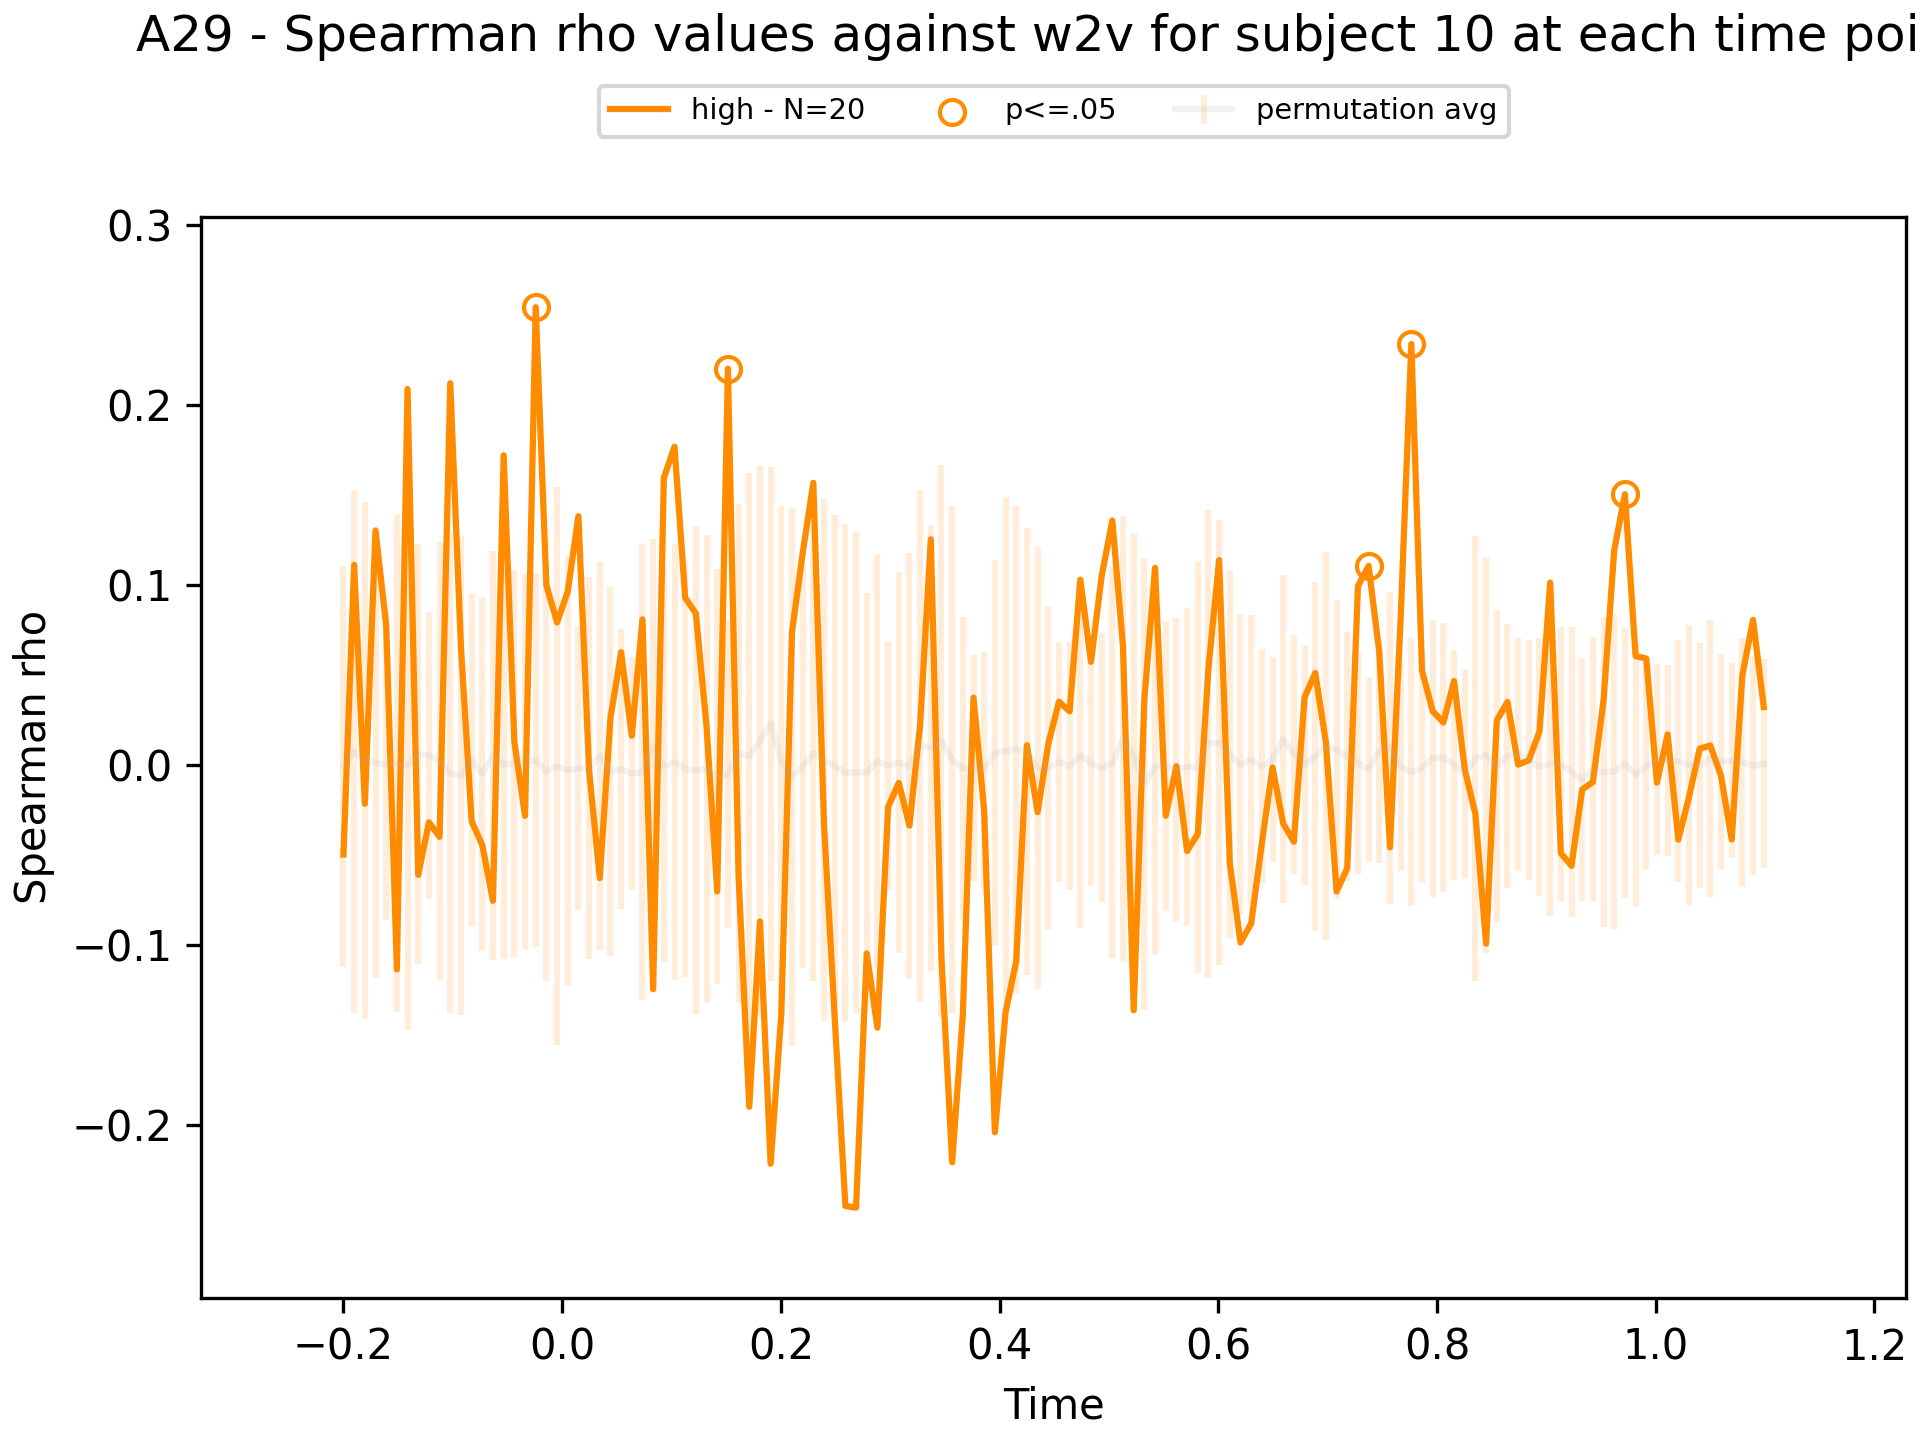 A29 - Spearman rho values against w2v for subject 10 at each time poi
high - N=20 p<=.05 permutation avg
0.3
0.2
0.1
0.0
−0.1
−0.2
Spearman rho
−0.2 0.0 0.2 0.4 0.6 0.8 1.0 1.2
Time